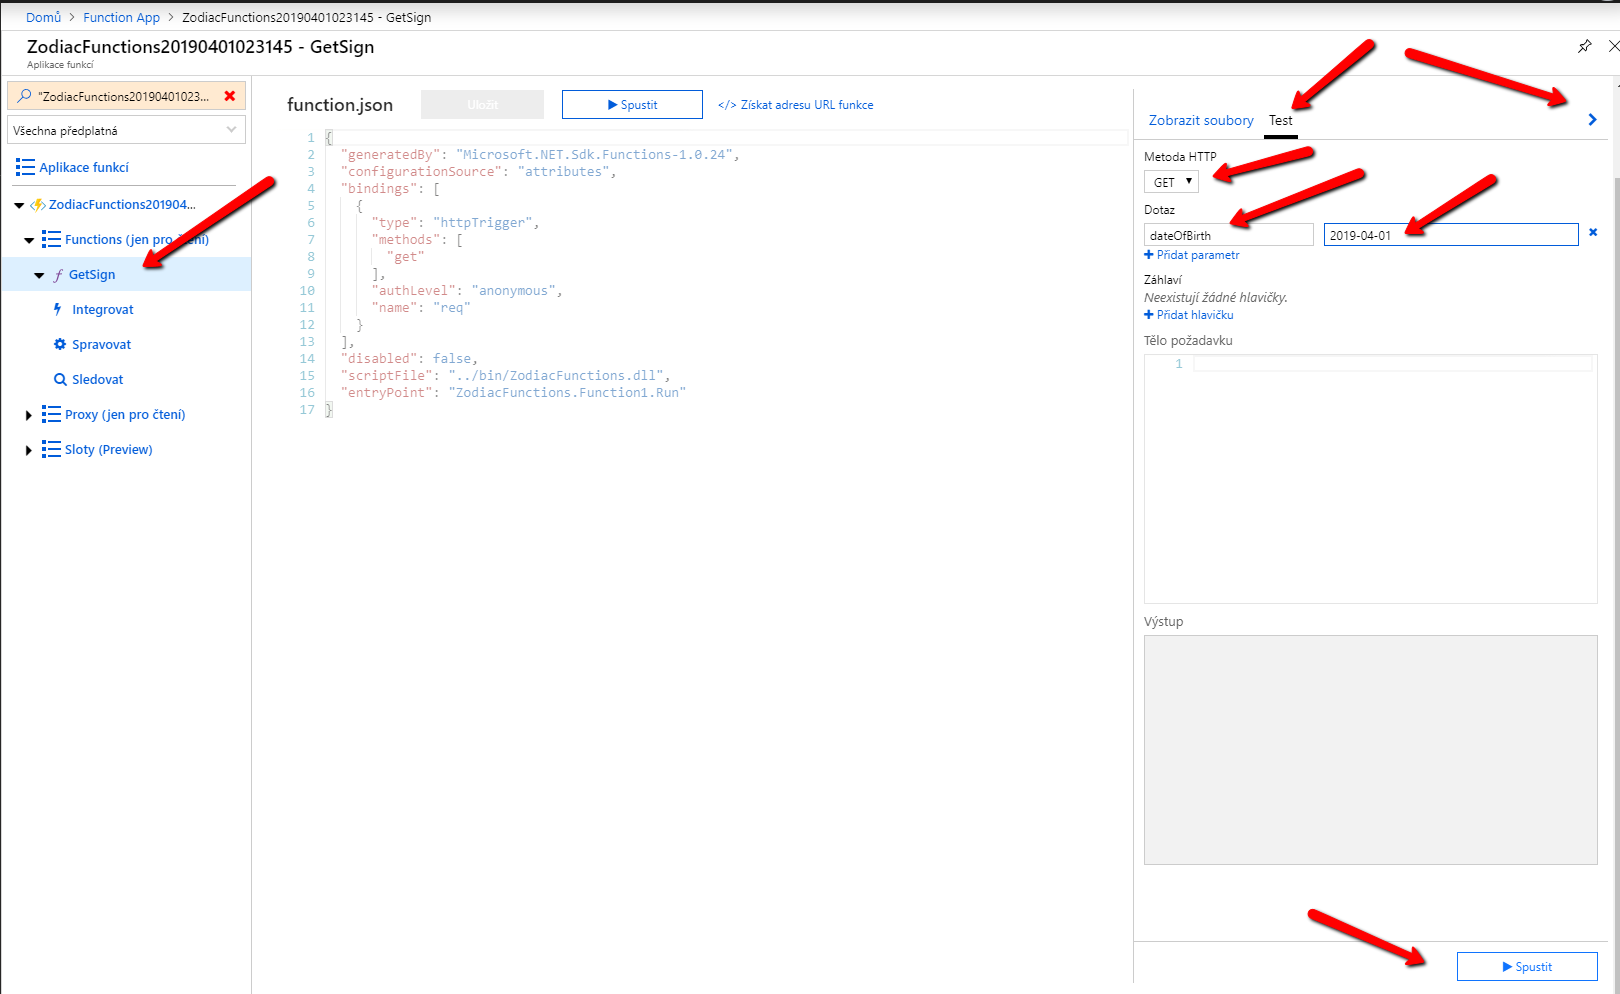 Domů > Function App > ZodiacFunctions20190401023145 - GetSign
ZodiacFunctions20190401023145 - GetSign
Aplikace funkcí
"ZodiacFunctions20190401023...
Všechna předplatná
Aplikace funkcí
ZodiacFunctions201904...
Functions (jen pro čtení)
GetSign
Integrovat
Spravovat
Sledovat
Proxy (jen pro čtení)
Sloty (Preview)
function.json
Uložit
Spustit
</> Získat adresu URL funkce
1 {
2 "generatedBy": "Microsoft.NET.Sdk.Functions-1.0.24",
3 "configurationSource": "attributes",
4 "bindings": [
5 {
6 "type": "httpTrigger",
7 "methods": [
8 "get"
9 ],
10 "authLevel": "anonymous",
11 "name": "req"
12 }
13 ],
14 "disabled": false,
15 "scriptFile": "../bin/ZodiacFunctions.dll",
16 "entryPoint": "ZodiacFunctions.Function1.Run"
17 }
Zobrazit soubory Test
Metoda HTTP
GET
Dotaz
dateOfBirth 2019-04-01
Přidat parametr
Záhlaví
Neexistují žádné hlavičky.
Přidat hlavičku
Tělo požadavku
1
Výstup
Spustit